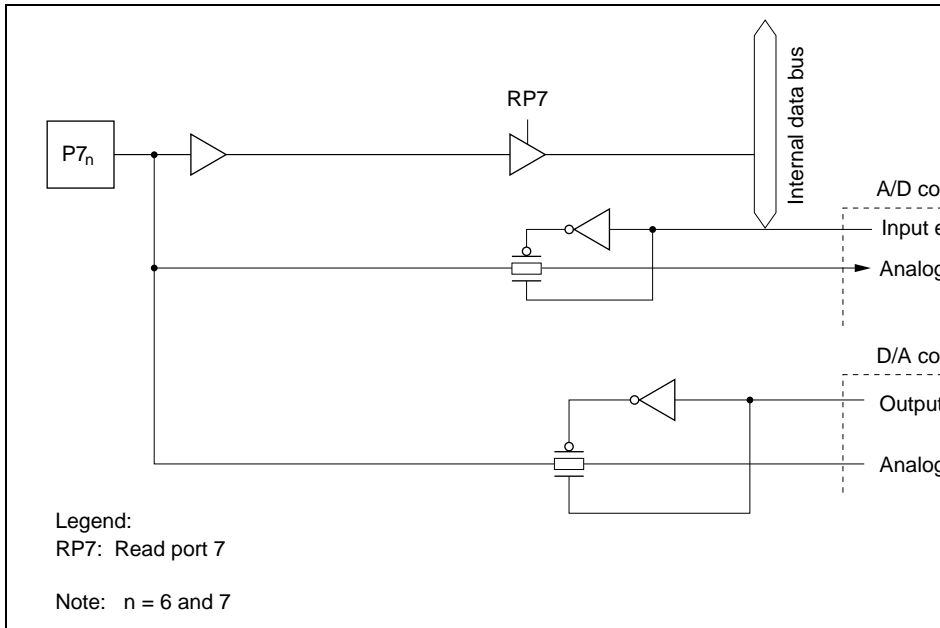 RP7
P7n
Internal data bus
A/D co
Input e
Analog
D/A co
Output
Analog
Legend:
RP7: Read port 7
Note: n = 6 and 7